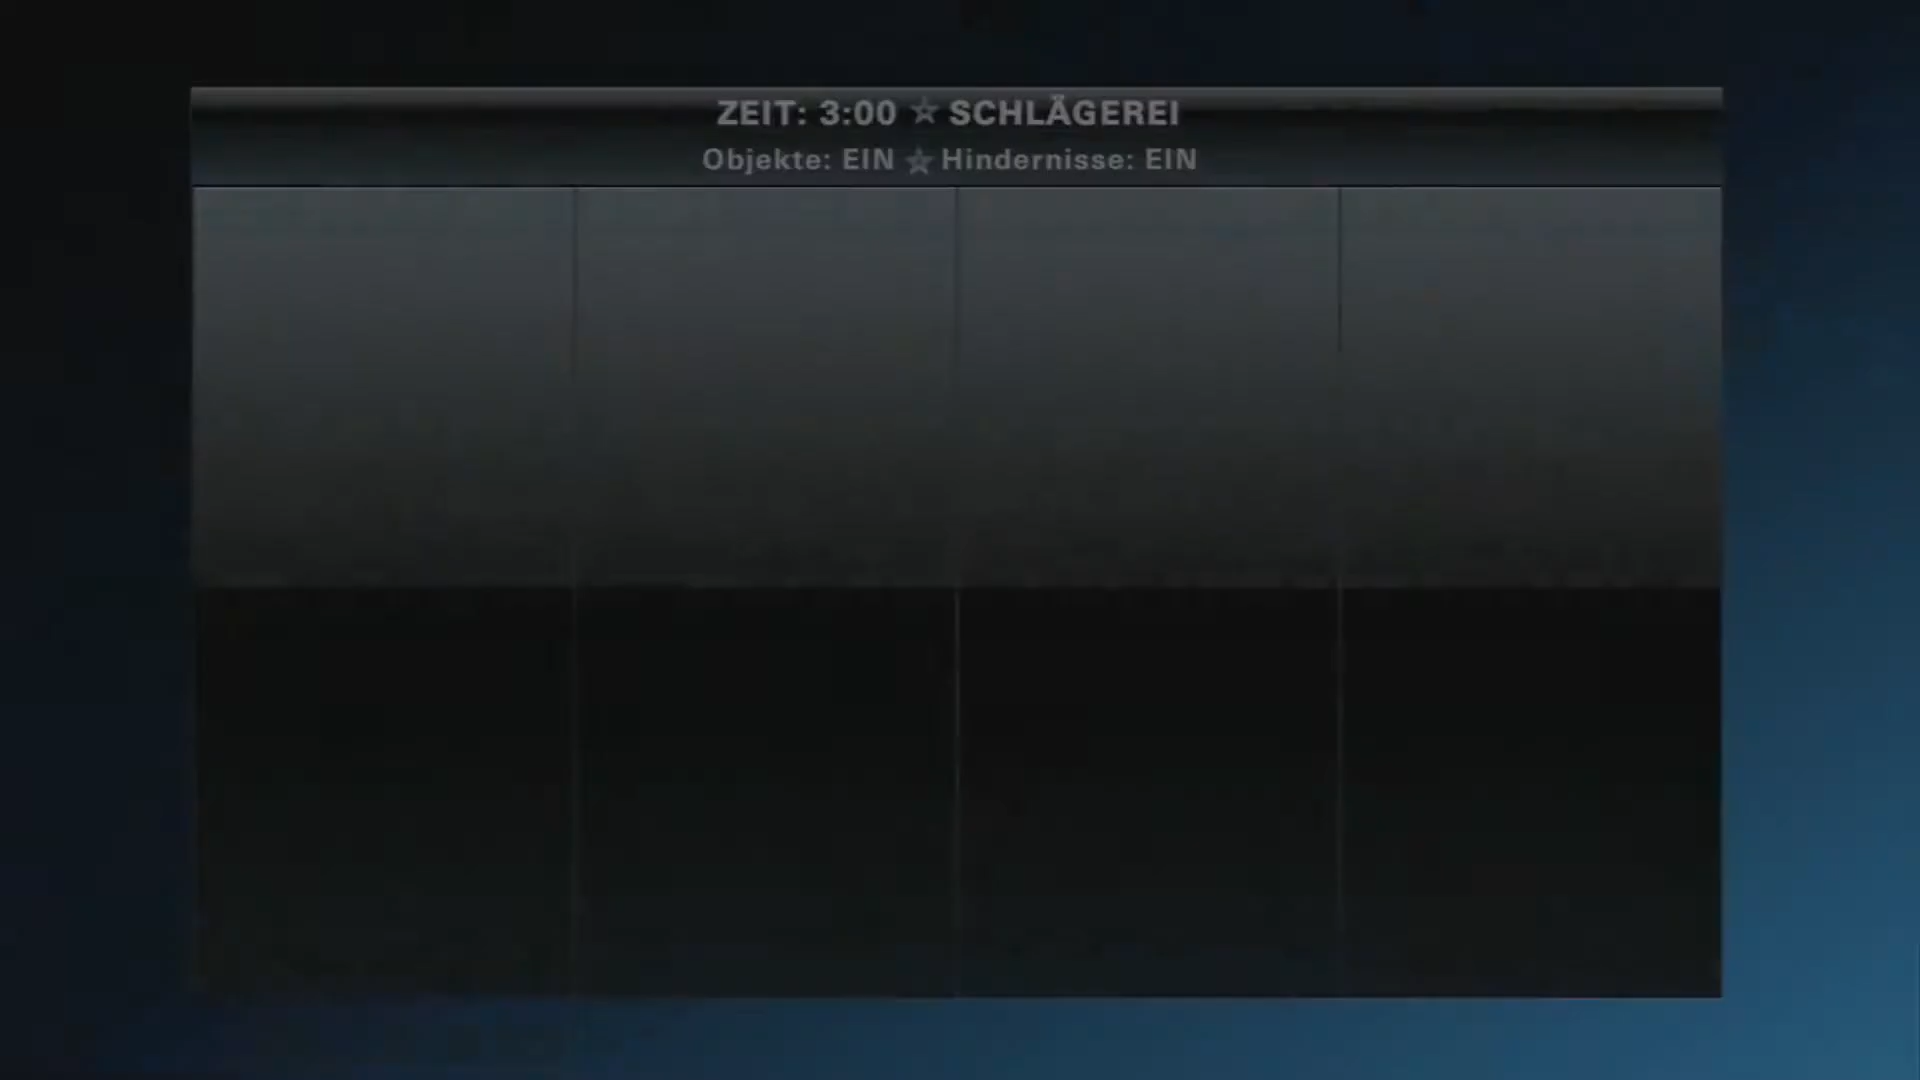 ZEIT: 3:00 ☆ SCHLÄGEREI
Objekte: EIN ☆ Hindernisse: EIN